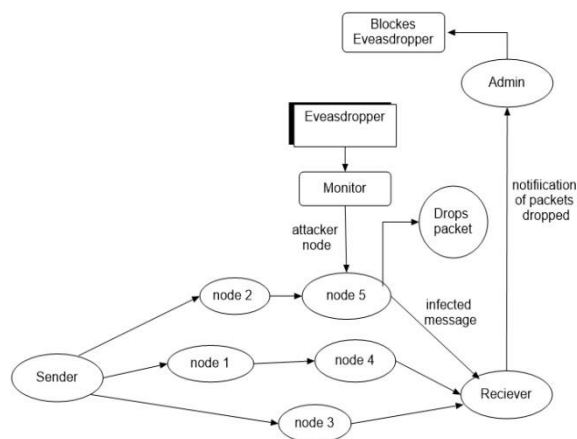 Blockes
Eveasdropper
Admin
Eveasdropper
Monitor
notifiication
of packets
dropped
Drops
packet
attacker
node
node 2
node 5
infected
message
node 1
node 4
Sender
Reciever
node 3